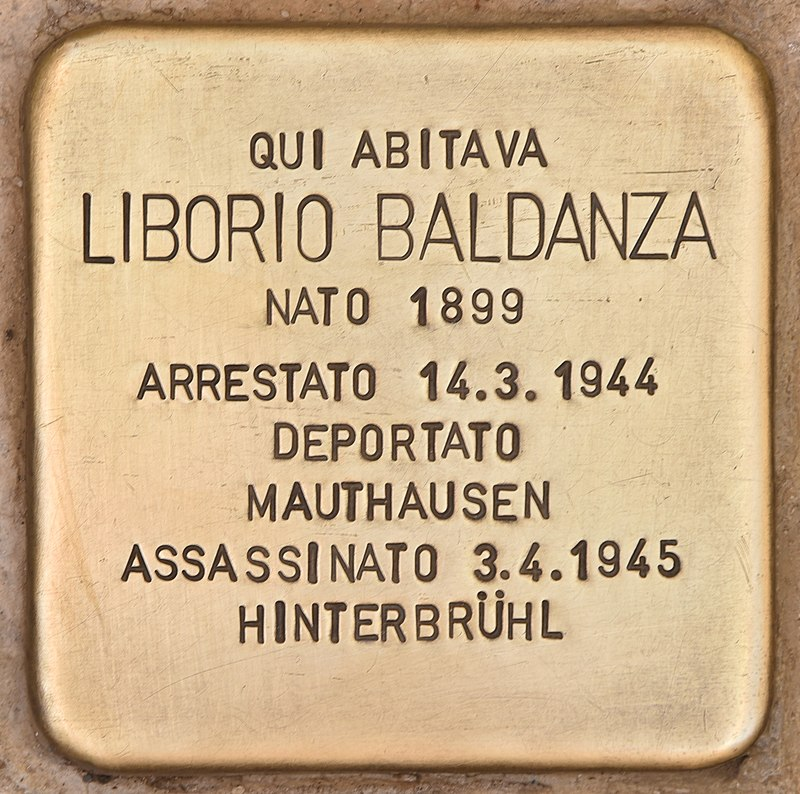 QUI ABITAVA
LIBORIO BALDANZA
NATO 1899
ARRESTATO 14.3.1944
DEPORTATO
MAUTHAUSEN
ASSASSINATO 3.4.1945
HINTERBRÜHL